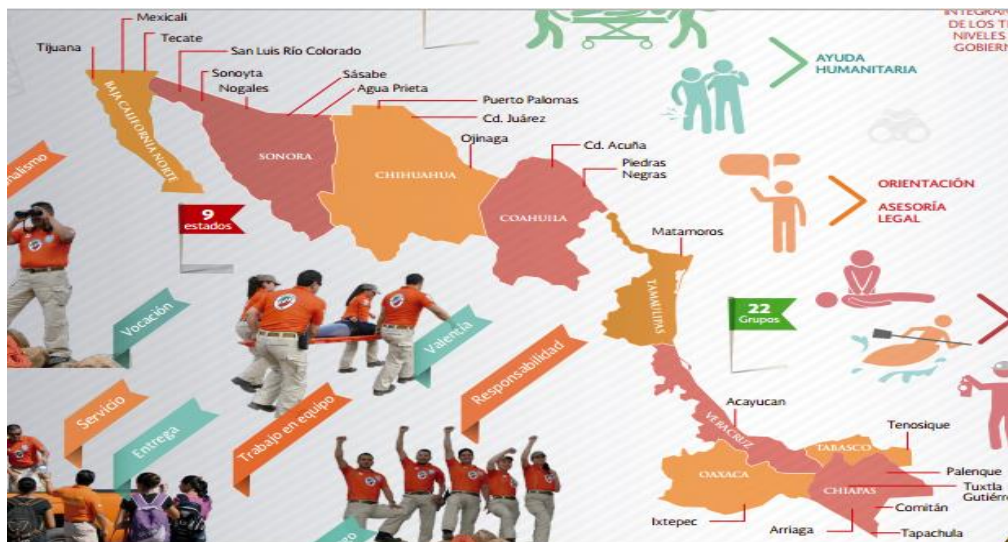 Mexicali
Tijuana
Tecate
San Luis Río Colorado
Sonoyta
Nogales
Sásabe
Agua Prieta
Puerto Palomas
Cd. Juárez
Ojinaga
Cd. Acuña
Piedras
Negras
BAJA CALIFORNIA NORTE
SONORA
CHIHUAHUA
COAHUILA
AYUDA
HUMANITARIA
DE LOS
NIVELES
ORIENTACIÓN
ASESORÍA
LEGAL
9
estados
Matamoros
TAMAULIPAS
22
Grupos
Vocación
Valentía
Responsabilidad
Servicio
Entrega
Trabajo en equipo
Acayucan
VERACRUZ
Tenosique
TABASCO
OAXACA
CHIAPAS
Palenque
Tuxtla
Comitán
Ixtepec
Arriaga
Tapachula